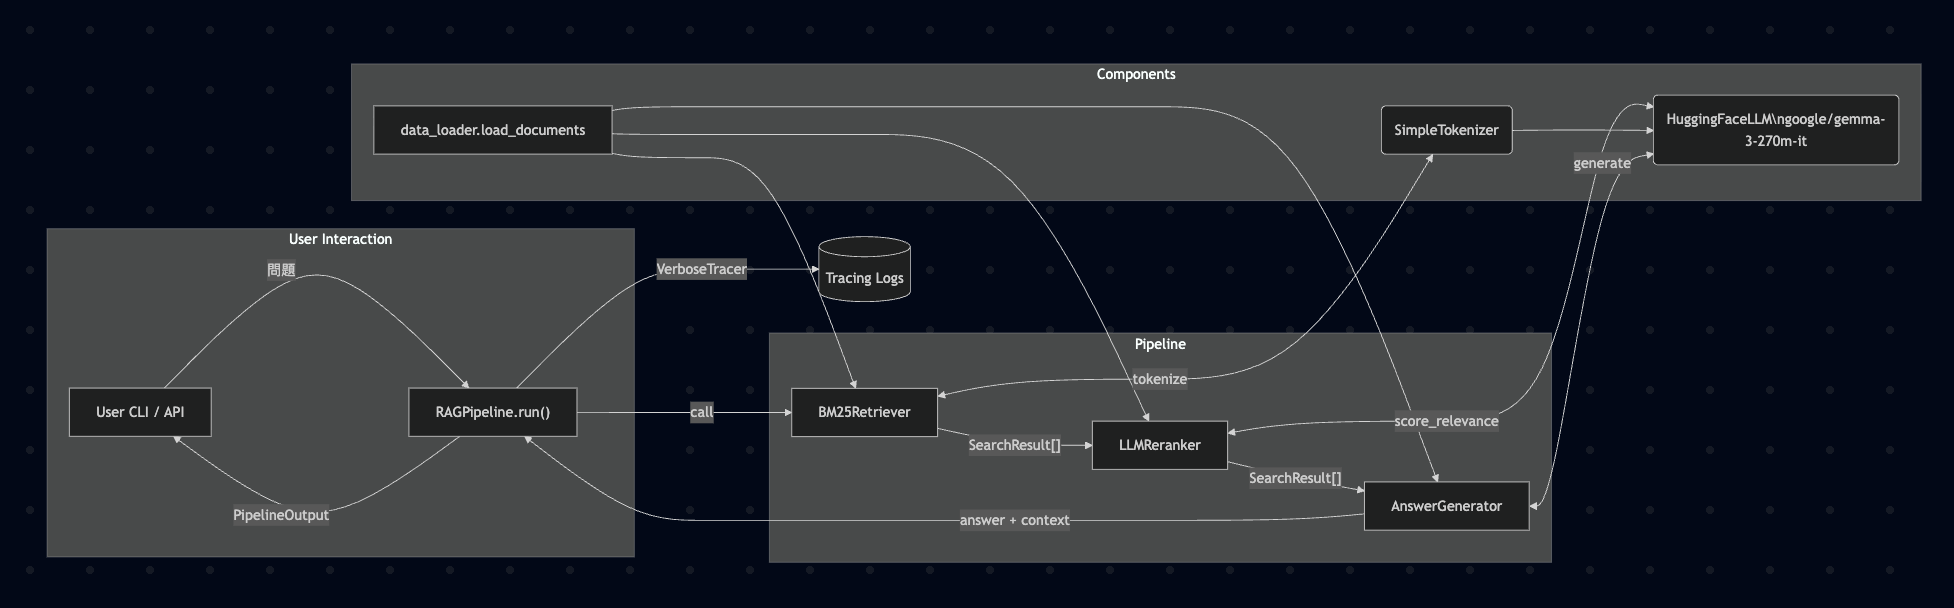 Components
data_loader.load_documents
SimpleTokenizer
HuggingFaceLLM\ngoogle/gemma-
3-270m-it
generate
User Interaction
問題
VerboseTracer
Tracing Logs
Pipeline
tokenize
User CLI / API
RAGPipeline.run()
call
BM25Retriever
score_relevance
SearchResult[]
LLMReranker
SearchResult[]
AnswerGenerator
PipelineOutput
answer + context